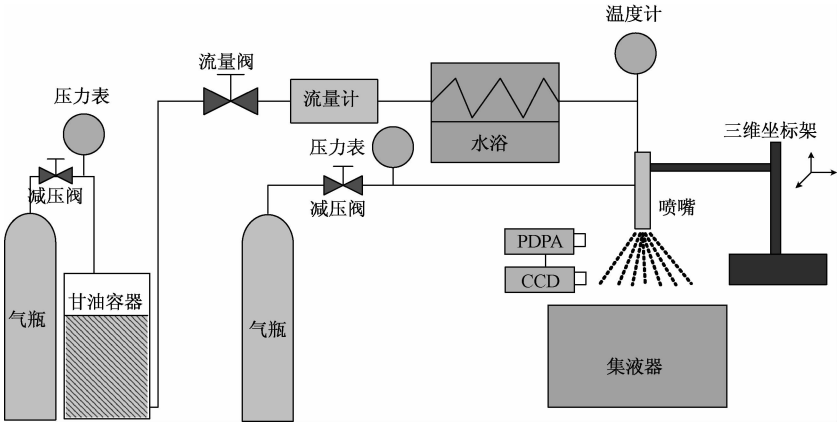 温度计
流量阀
压力表
流量计
水浴
压力表
三维坐标架
减压阀
减压阀
喷嘴
PDPA
CCD
甘油容器
气瓶
气瓶
集液器